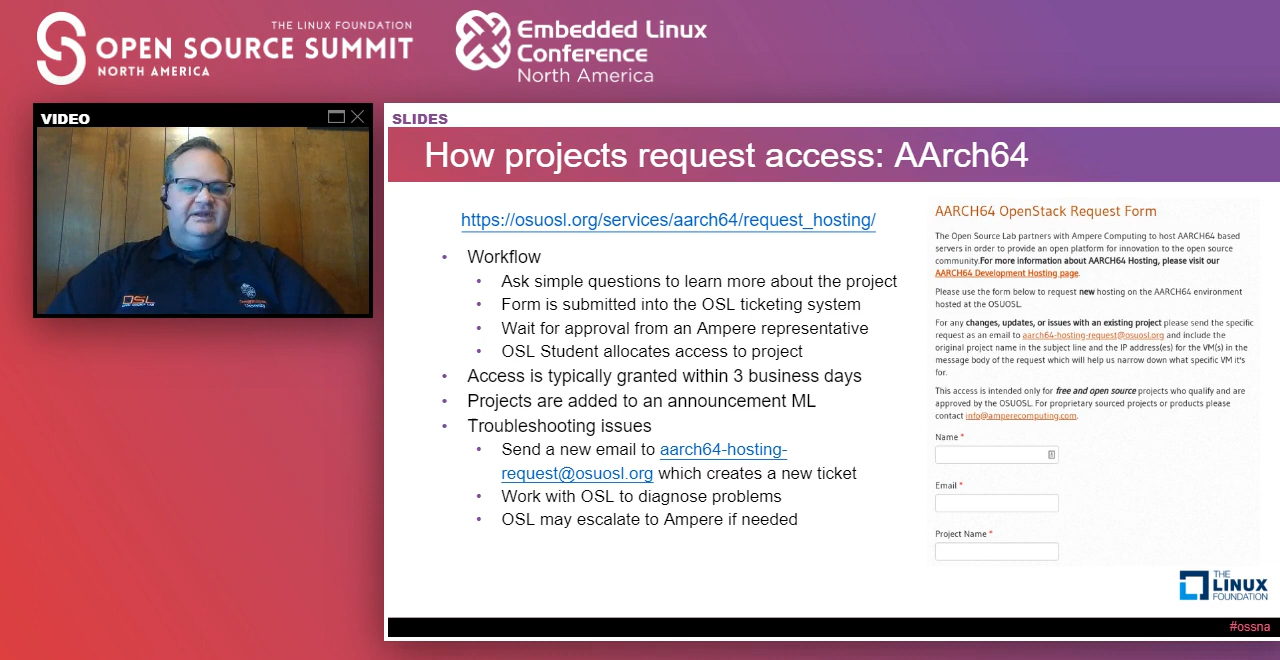 THE LINUX FOUNDATION
OPEN SOURCE SUMMIT
NORTH AMERICA
Embedded Linux
Conference
North America
VIDEO
OSL
SLIDES
How projects request access: AArch64
https://osuosl.org/services/aarch64/request_hosting/
• Workflow
• Ask simple questions to learn more about the project
• Form is submitted into the OSL ticketing system
• Wait for approval from an Ampere representative
• OSL Student allocates access to project
• Access is typically granted within 3 business days
• Projects are added to an announcement ML
• Troubleshooting issues
• Send a new email to aarch64-hosting-
request@osuosl.org which creates a new ticket
• Work with OSL to diagnose problems
• OSL may escalate to Ampere if needed
AARCH64 OpenStack Request Form
The Open Source Lab partners with Ampere Computing to host AARCH64 based
servers in order to provide an open platform for innovation to the open source
community.For more information about AARCH64 Hosting, please visit our
AARCH64 Development Hosting page.
Please use the form below to request new hosting on the AARCH64 environment
hosted at the OSUOSL.
For any changes, updates, or issues with an existing project please send the specific
request as an email to aarch64-hosting-request@osuosl.org and include the
original project name in the subject line and the IP address(es) for the VM(s) in the
message body of the request which will help us narrow down what specific VM it's
for.
This access is intended only for free and open source projects who qualify and are
approved by the OSUOSL. For proprietary sourced projects or products please
contact info@amperecomputing.com.
Name *
Email *
Project Name *
THE
LINUX
FOUNDATION
#ossna